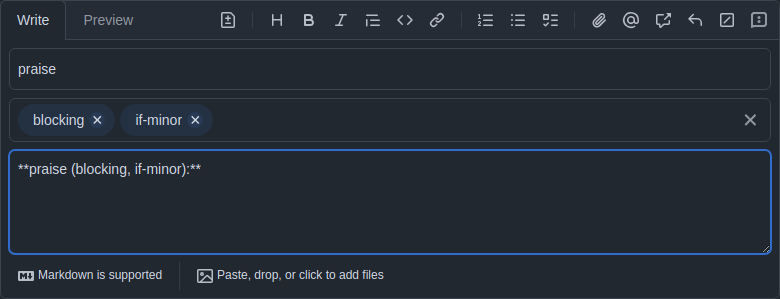 Write Preview
praise
blocking if-minor
**praise (blocking, if-minor):**
Markdown is supported Paste, drop, or click to add files